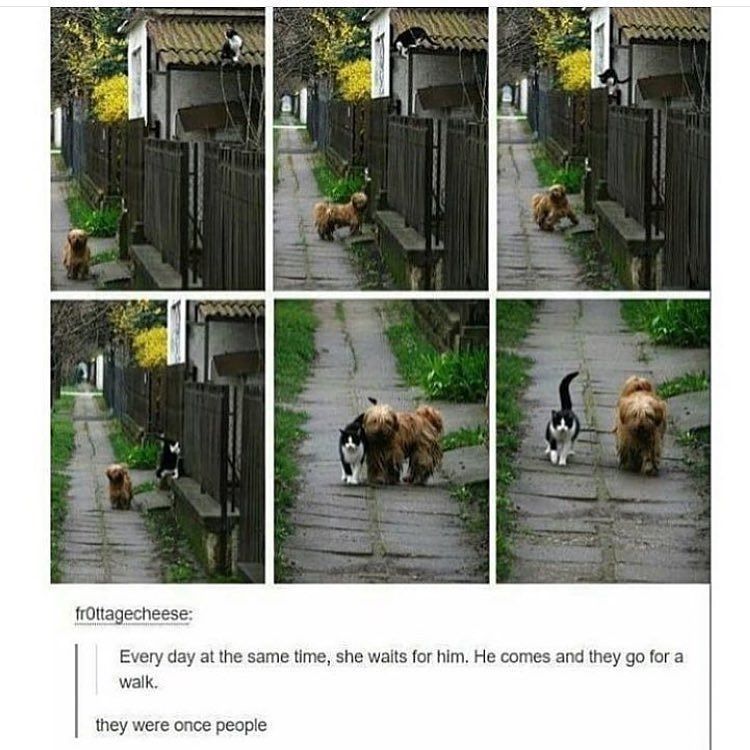 fr0ttagecheese:
Every day at the same time, she waits for him. He comes and they go for a
walk.
they were once people